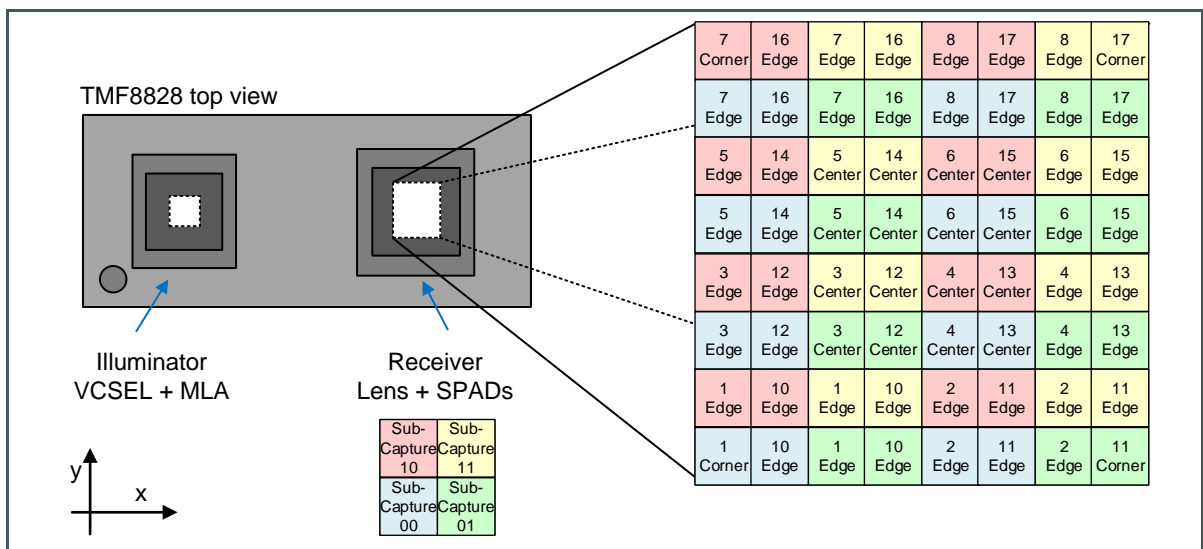 TMF8828 top view
Illuminator
VCSEL + MLA
Receiver
Lens + SPADs
y
x
Sub-
Capture
10
Sub-
Capture
11
Sub-
Capture
00
Sub-
Capture
01
7 16 7 16 8 17 8 17
Corner Edge Edge Edge Edge Edge Edge Corner
7 16 7 16 8 17 8 17
Edge Edge Edge Edge Edge Edge Edge Edge
5 14 5 14 6 15 6 15
Edge Edge Center Center Center Center Edge Edge
5 14 5 14 6 15 6 15
Edge Edge Center Center Center Center Edge Edge
3 12 3 12 4 13 4 13
Edge Edge Center Center Center Center Edge Edge
3 12 3 12 4 13 4 13
Edge Edge Center Center Center Center Edge Edge
1 10 1 10 2 11 2 11
Edge Edge Edge Edge Edge Edge Edge Edge
1 10 1 10 2 11 2 11
Corner Edge Edge Edge Edge Edge Edge Corner